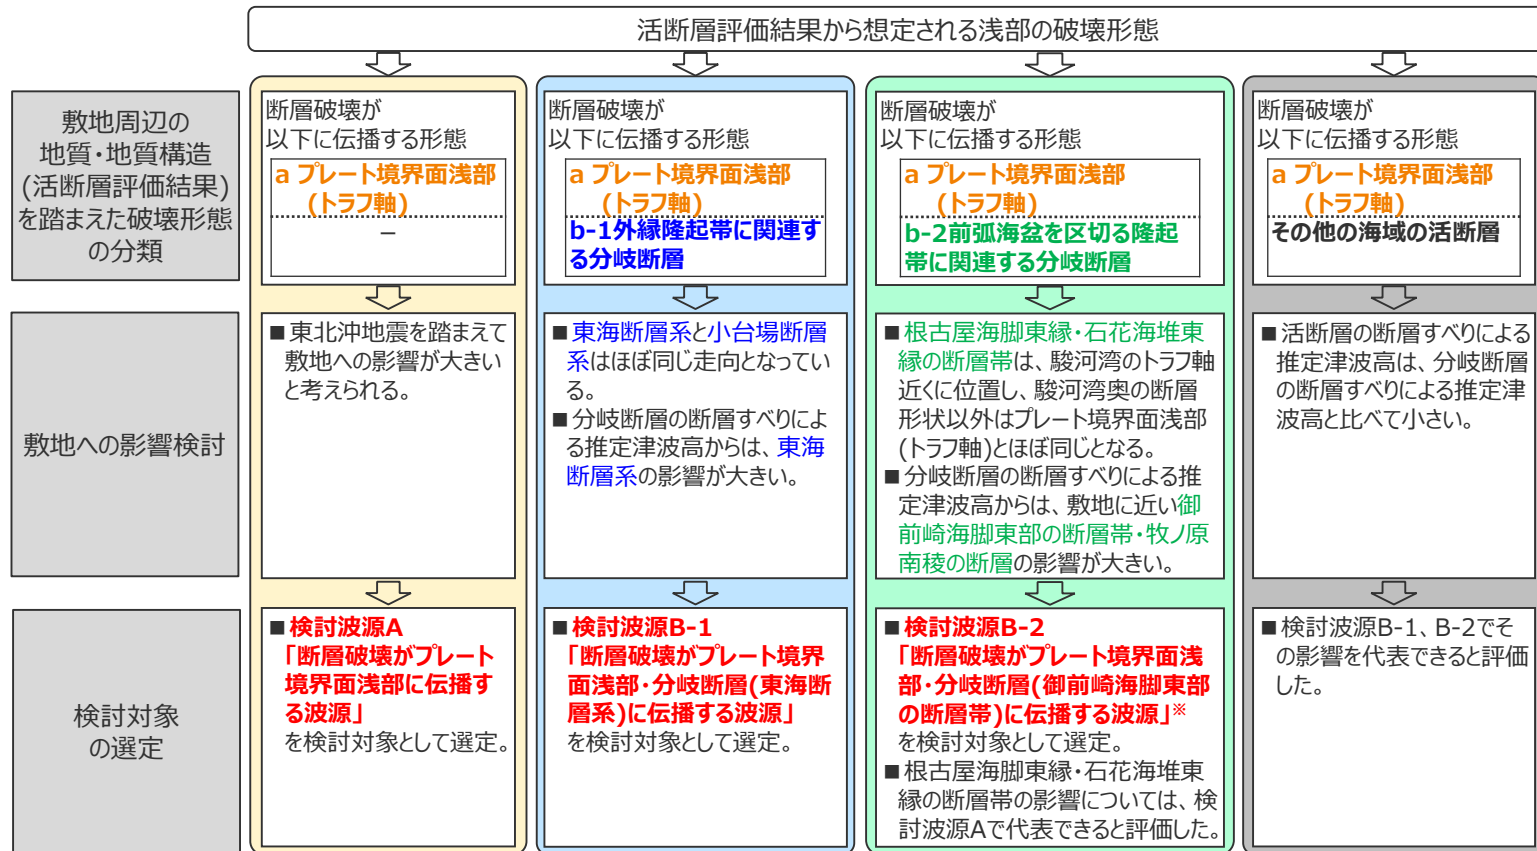 活断層評価結果から想定される浅部の破壊形態
敷地周辺の
地質・地質構造
(活断層評価結果)
を踏まえた破壊形態
の分類
断層破壊が
以下に伝播する形態
a プレート境界面浅部
(トラフ軸)
－
断層破壊が
以下に伝播する形態
a プレート境界面浅部
(トラフ軸)
b-1外縁隆起帯に関連す
る分岐断層
断層破壊が
以下に伝播する形態
a プレート境界面浅部
(トラフ軸)
b-2前弧海盆を区切る隆起
帯に関連する分岐断層
断層破壊が
以下に伝播する形態
a プレート境界面浅部
(トラフ軸)
その他の海域の活断層
敷地への影響検討
■東北沖地震を踏まえて
敷地への影響が大きい
と考えられる。
■東海断層系と小台場断層
系はほぼ同じ走向となってい
る。
■分岐断層の断層すべりによ
る推定津波高からは、東海
断層系の影響が大きい。
■根古屋海脚東縁・石花海堆東
縁の断層帯は、駿河湾のトラフ軸
近くに位置し、駿河湾奥の断層
形状以外はプレート境界面浅部
(トラフ軸)とほぼ同じとなる。
■分岐断層の断層すべりによる推
定津波高からは、敷地に近い御
前崎海脚東部の断層帯・牧ノ原
南稜の断層の影響が大きい。
■活断層の断層すべりによる
推定津波高は、分岐断層
の断層すべりによる推定津
波高と比べて小さい。
検討対象
の選定
■検討波源A
「断層破壊がプレート
境界面浅部に伝播す
る波源」
を検討対象として選定。
■検討波源B-1
「断層破壊がプレート境界
面浅部・分岐断層(東海断
層系)に伝播する波源」
を検討対象として選定。
■検討波源B-2
「断層破壊がプレート境界面浅
部・分岐断層(御前崎海脚東部
の断層帯)に伝播する波源」※
を検討対象として選定。
■根古屋海脚東縁・石花海堆東
縁の断層帯の影響については、検
討波源Aで代表できると評価した。
■検討波源B-1、B-2でそ
の影響を代表できると評価
した。